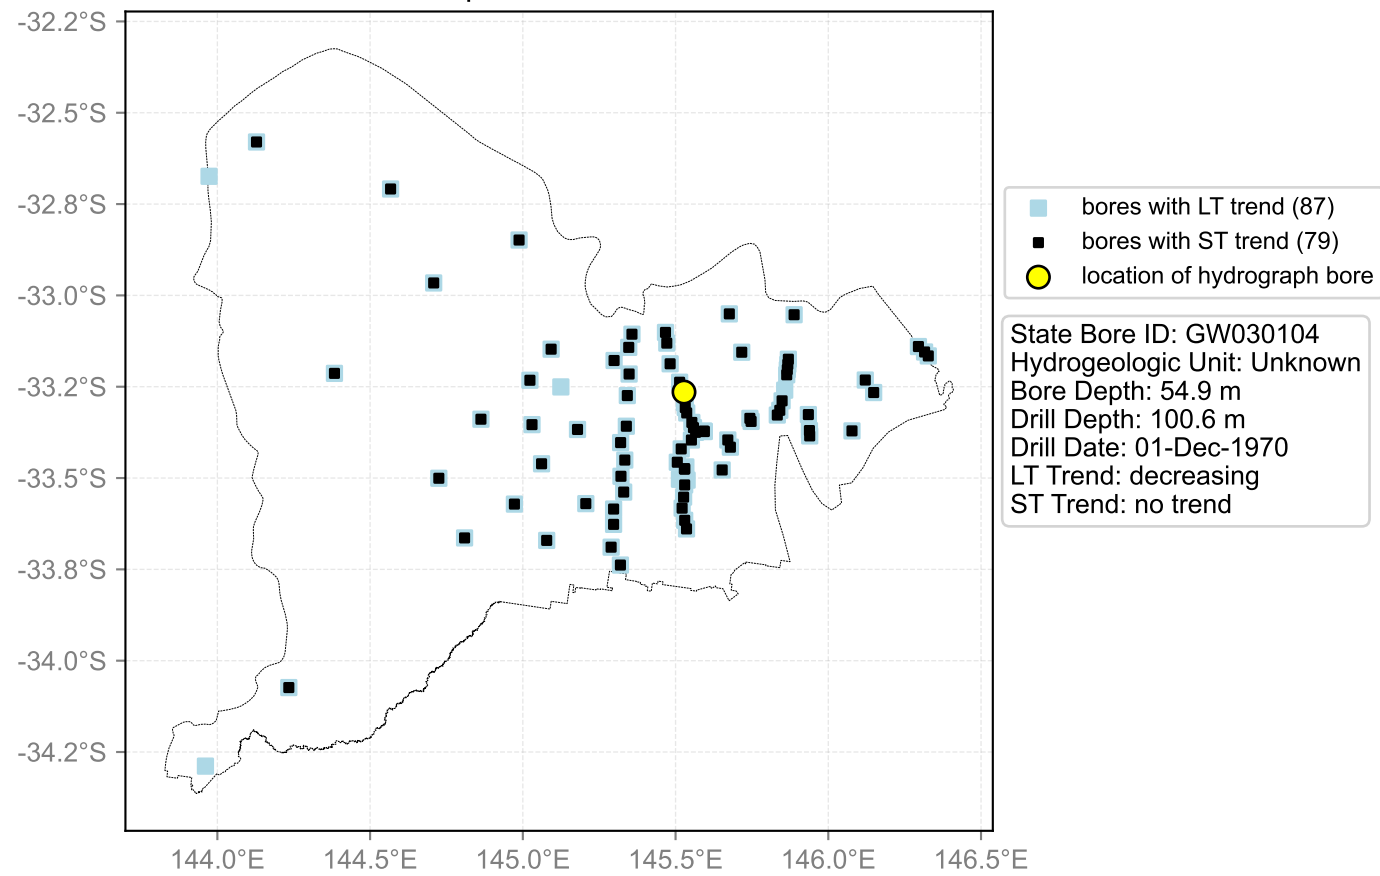 -32.2°S
-32.5°S
-32.8°S
-33.0°S
-33.2°S
-33.5°S
-33.8°S
-34.0°S
-34.2°S
144.0°E
144.5°E
145.0°E
145.5°E
146.0°E
146.5°E
bores with LT trend (87)
bores with ST trend (79)
location of hydrograph bore
State Bore ID: GW030104
Hydrogeologic Unit: Unknown
Bore Depth: 54.9 m
Drill Depth: 100.6 m
Drill Date: 01-Dec-1970
LT Trend: decreasing
ST Trend: no trend